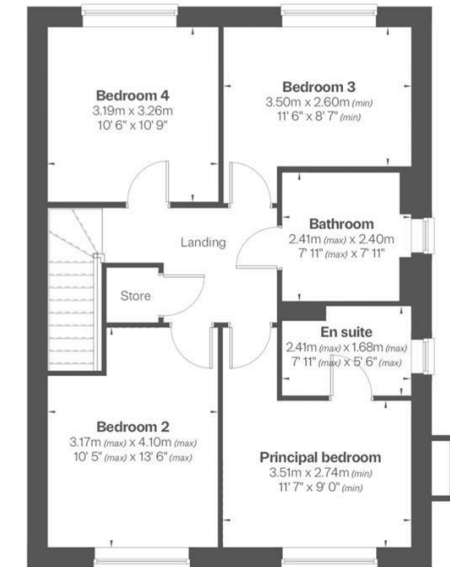 Bedroom 4
3.19m x 3.26m
10' 6" x 10' 9"
Bedroom 3
3.50m x 2.60m (min)
11' 6" x 8' 7" (min)
Bathroom
2.41m (max) x 2.40m
7' 11" (max) x 7' 11"
Landing
Store
En suite
2.41m (max) x 1.68m (max)
7' 11" (max) x 5' 6" (max)
Bedroom 2
3.17m (max) x 4.10m (max)
10' 5" (max) x 13' 6" (max)
Principal bedroom
3.51m x 2.74m (min)
11' 7" x 9' 0" (min)